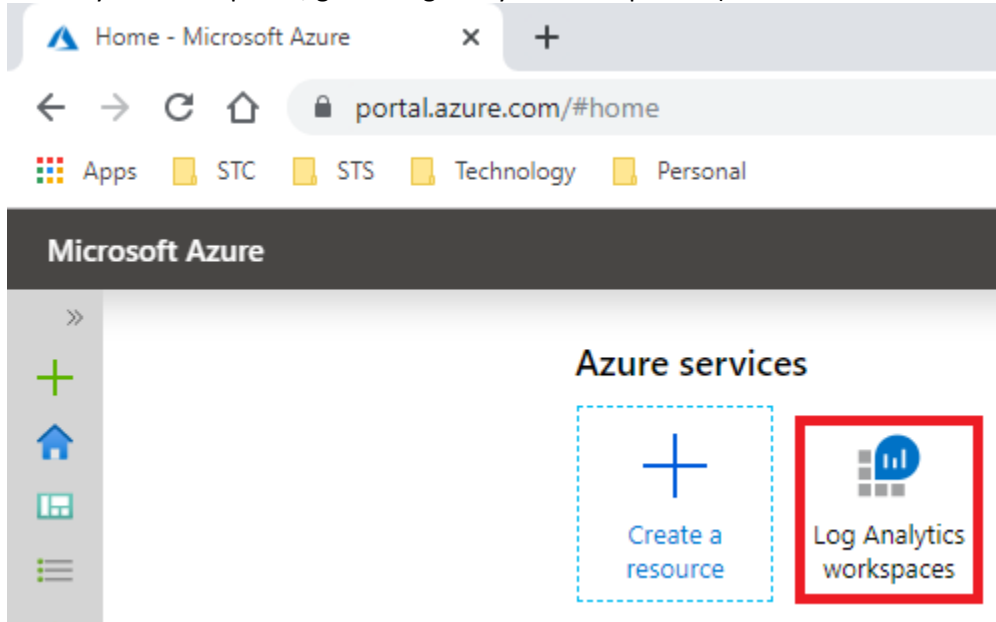 Home - Microsoft Azure
portal.azure.com/#home
Apps STC STS Technology Personal
Microsoft Azure
Azure services
Create a
resource
Log Analytics
workspaces